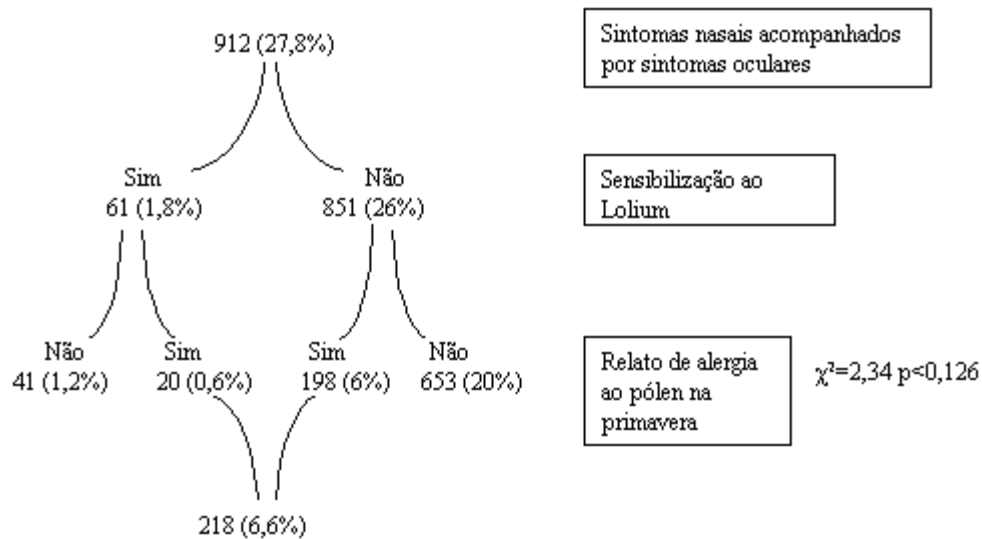 912 (27,8%)
Sintomas nasais acompanhados
por sintomas oculares
Sim
61 (1,8%)
Não
851 (26%)
Sensibilização ao
Lolium
Não
41 (1,2%)
Sim
20 (0,6%)
Sim
198 (6%)
Não
653 (20%)
Relato de alergia
ao pólen na
primavera
χ²=2,34 p<0,126
218 (6,6%)